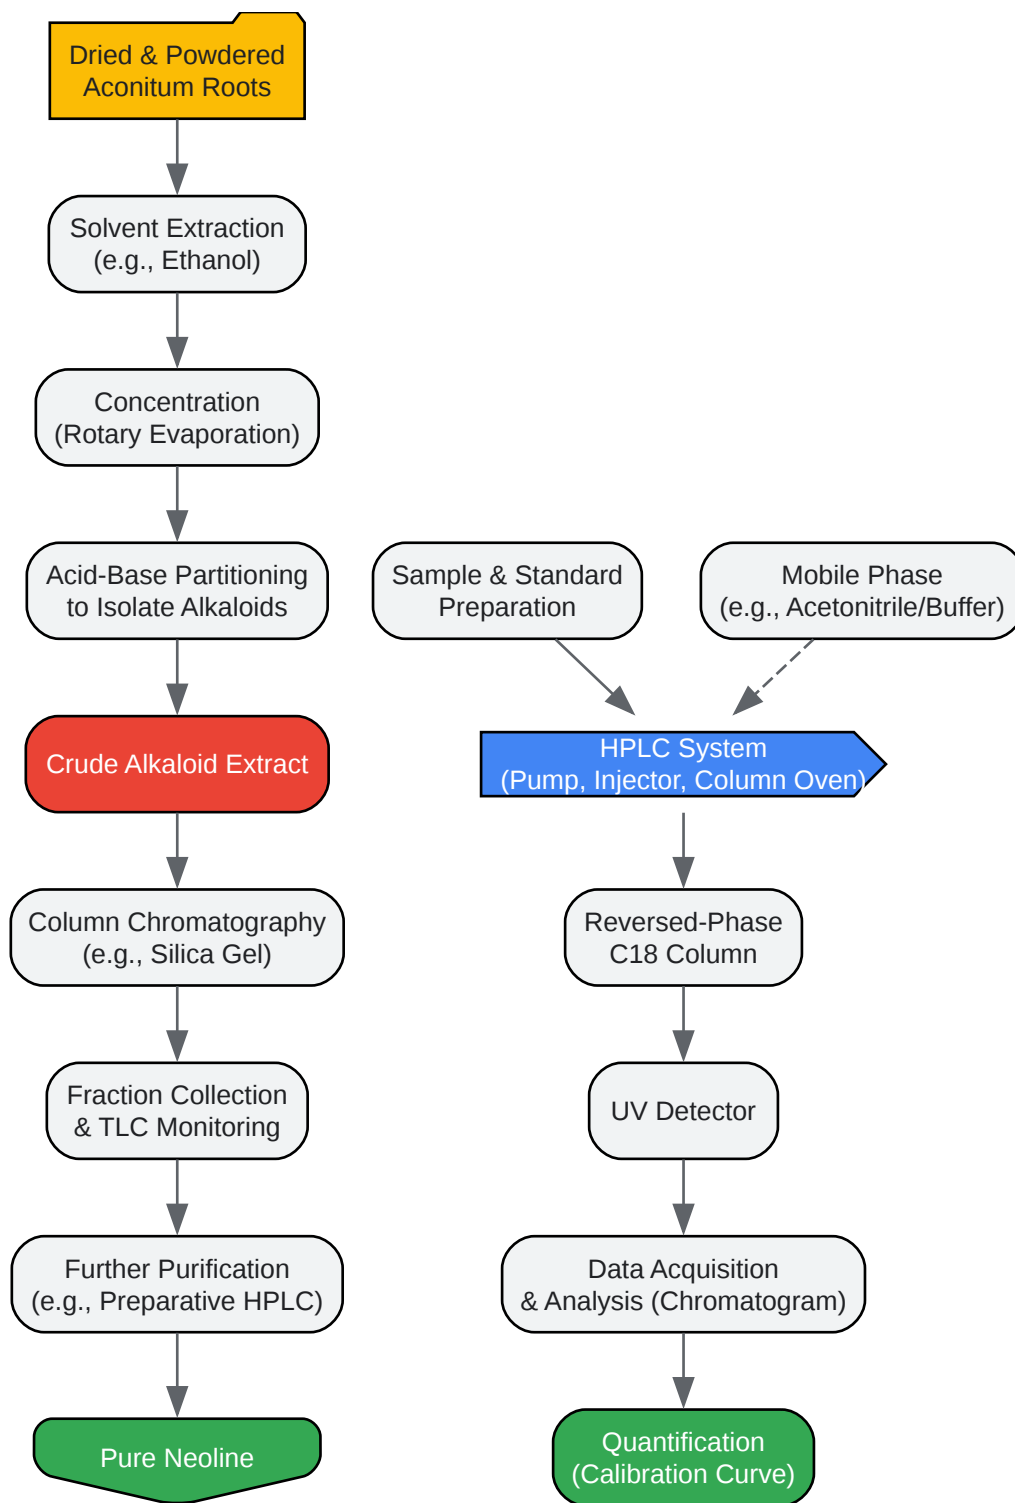 Dried & Powdered
Aconitum Roots
Solvent Extraction
(e.g., Ethanol)
Concentration
(Rotary Evaporation)
Acid-Base Partitioning
to Isolate Alkaloids
Crude Alkaloid Extract
Column Chromatography
(e.g., Silica Gel)
Fraction Collection
& TLC Monitoring
Further Purification
(e.g., Preparative HPLC)
Pure Neoline
Sample & Standard
Preparation
Mobile Phase
(e.g., Acetonitrile/Buffer)
HPLC System
(Pump, Injector, Column Oven)
Reversed-Phase
C18 Column
UV Detector
Data Acquisition
& Analysis (Chromatogram)
Quantification
(Calibration Curve)